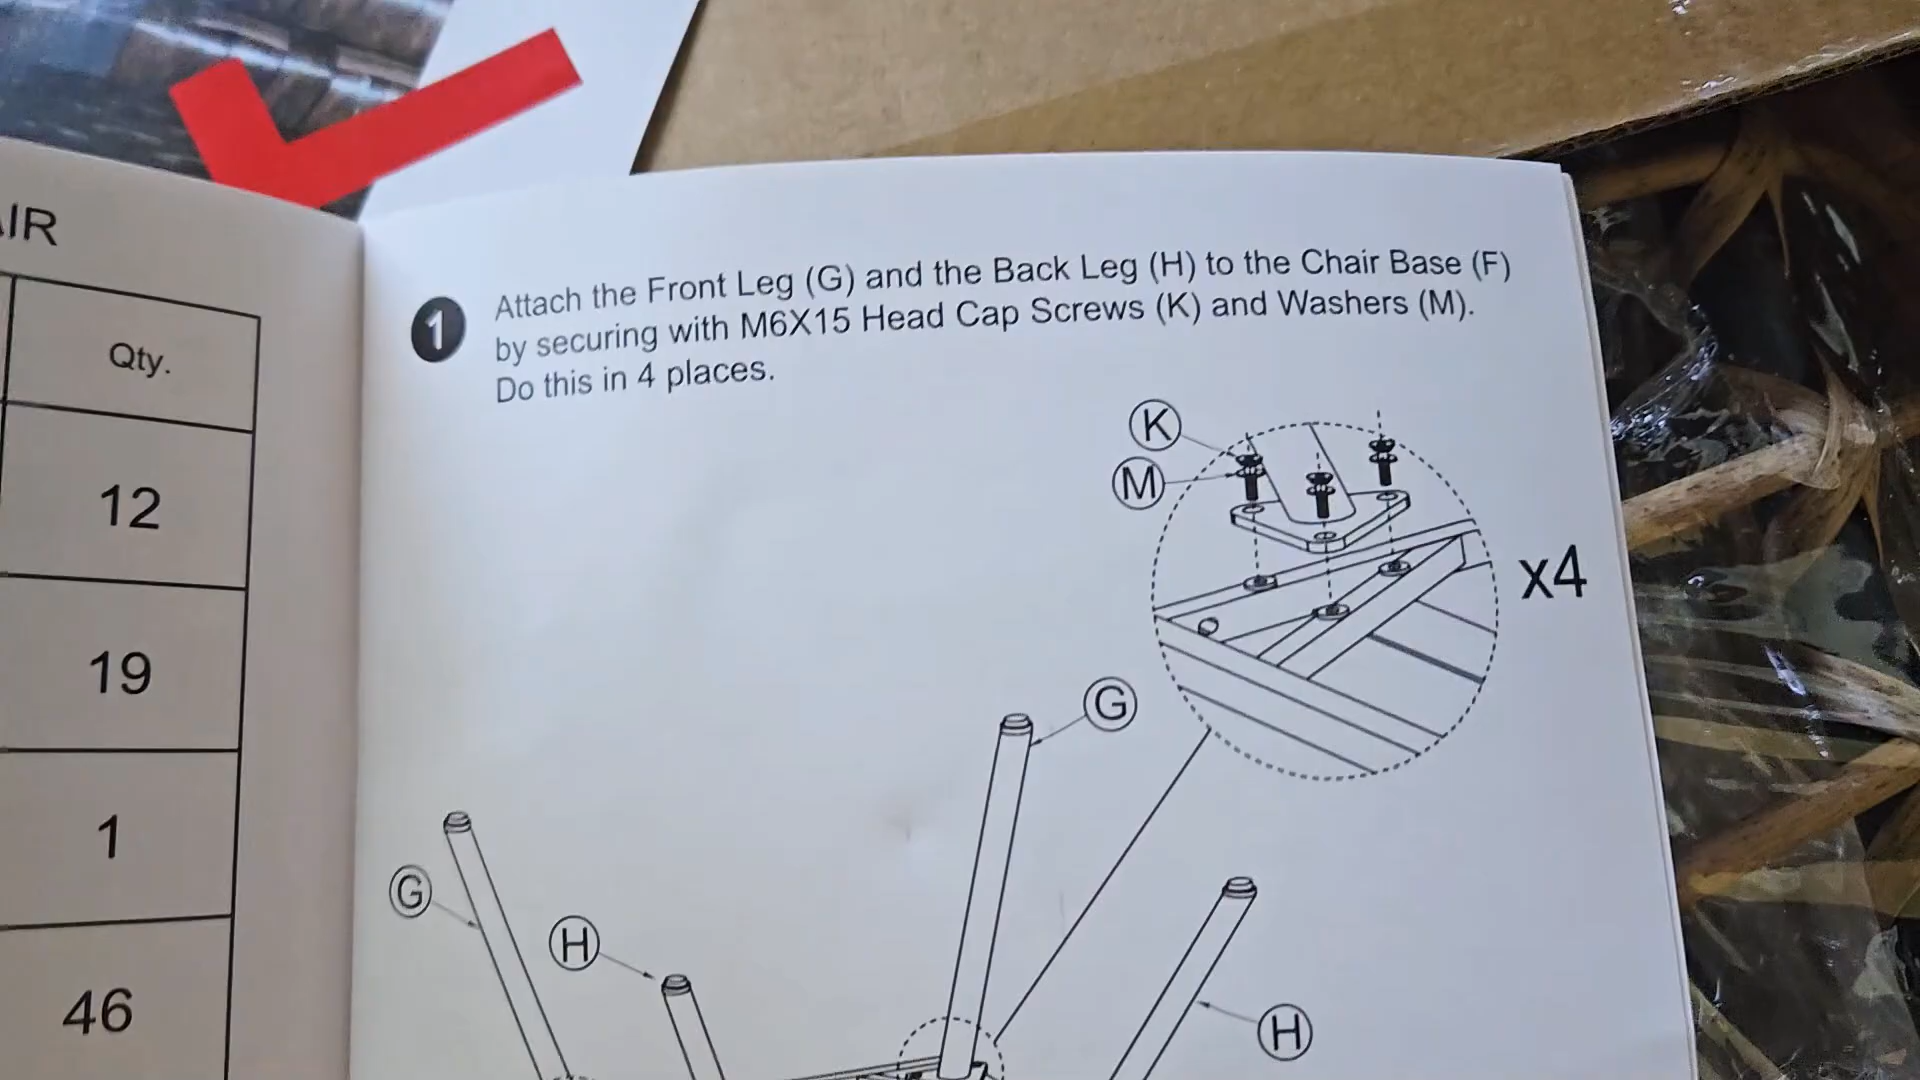 AIR
Qty.
12
19
1
46
1 Attach the Front Leg (G) and the Back Leg (H) to the Chair Base (F)
by securing with M6X15 Head Cap Screws (K) and Washers (M).
Do this in 4 places.
K
M
x4
G
G
H
H